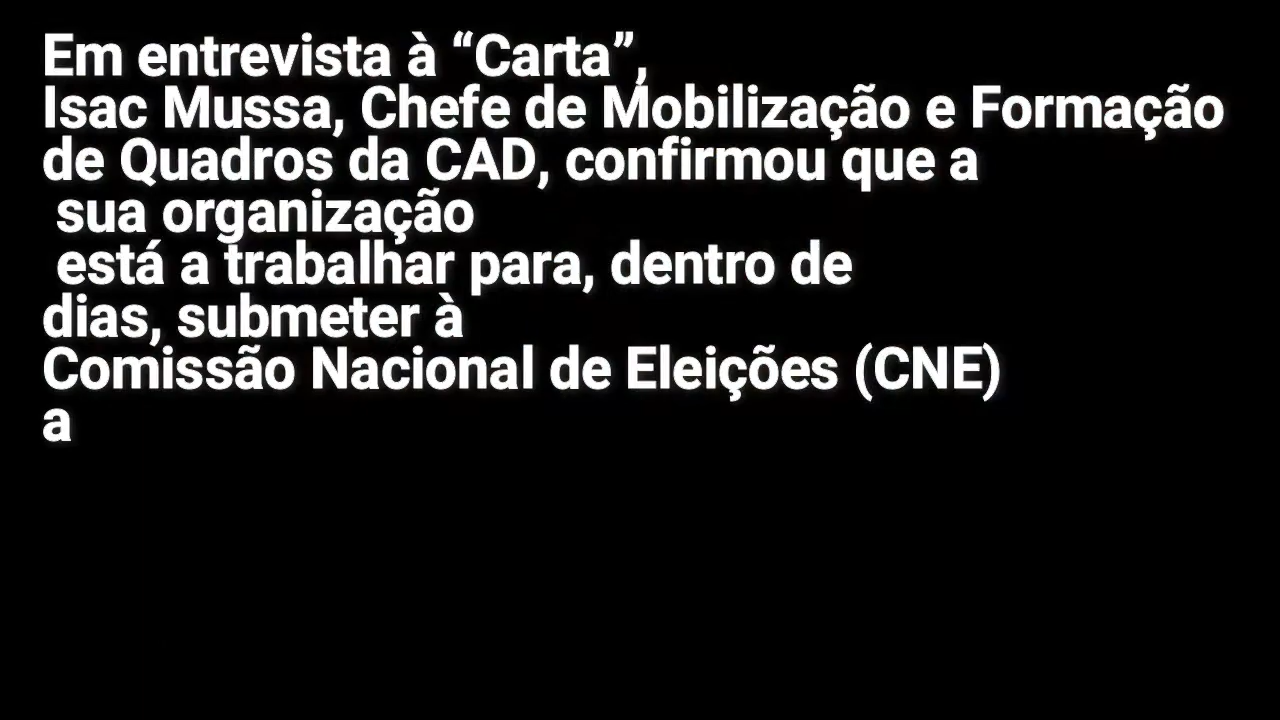 Em entrevista à “Carta”,
Isac Mussa, Chefe de Mobilização e Formação
de Quadros da CAD, confirmou que a
sua organização
está a trabalhar para, dentro de
dias, submeter à
Comissão Nacional de Eleições (CNE)
a